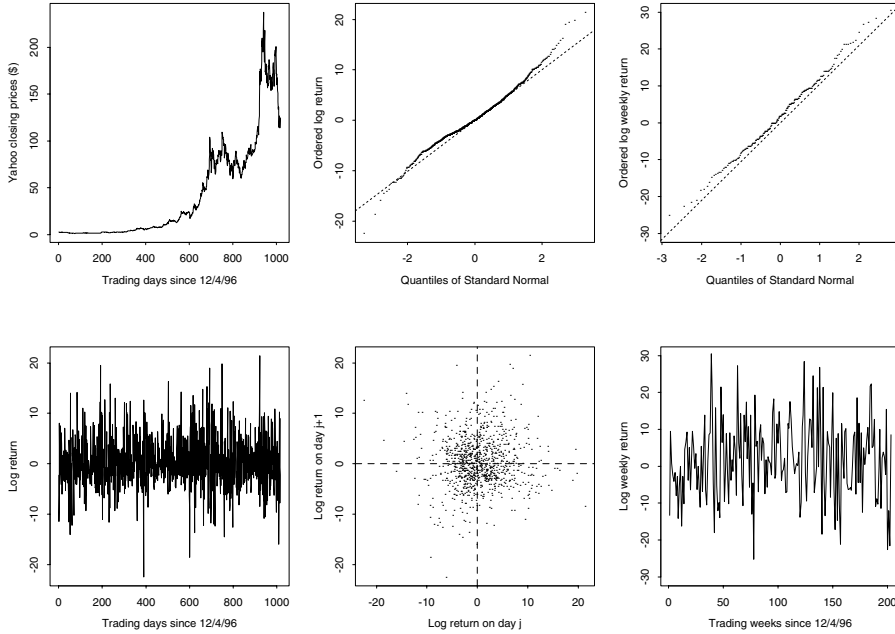 Yahoo closing prices ($)
0 50 100 150 200
0 200 400 600 800 1000
Trading days since 12/4/96
Ordered log return
-20 -10 0 10 20
-2 0 2
Quantiles of Standard Normal
Ordered log weekly return
-30 -20 -10 0 10 20 30
-3 -2 -1 0 1 2
Quantiles of Standard Normal
Log return
-20 -10 0 10 20
0 200 400 600 800 1000
Trading days since 12/4/96
Log return on day j+1
-20 -10 0 10 20
-20 -10 0 10 20
Log return on day j
Log weekly return
-30 -20 -10 0 10 20 30
0 50 100 150 200
Trading weeks since 12/4/96